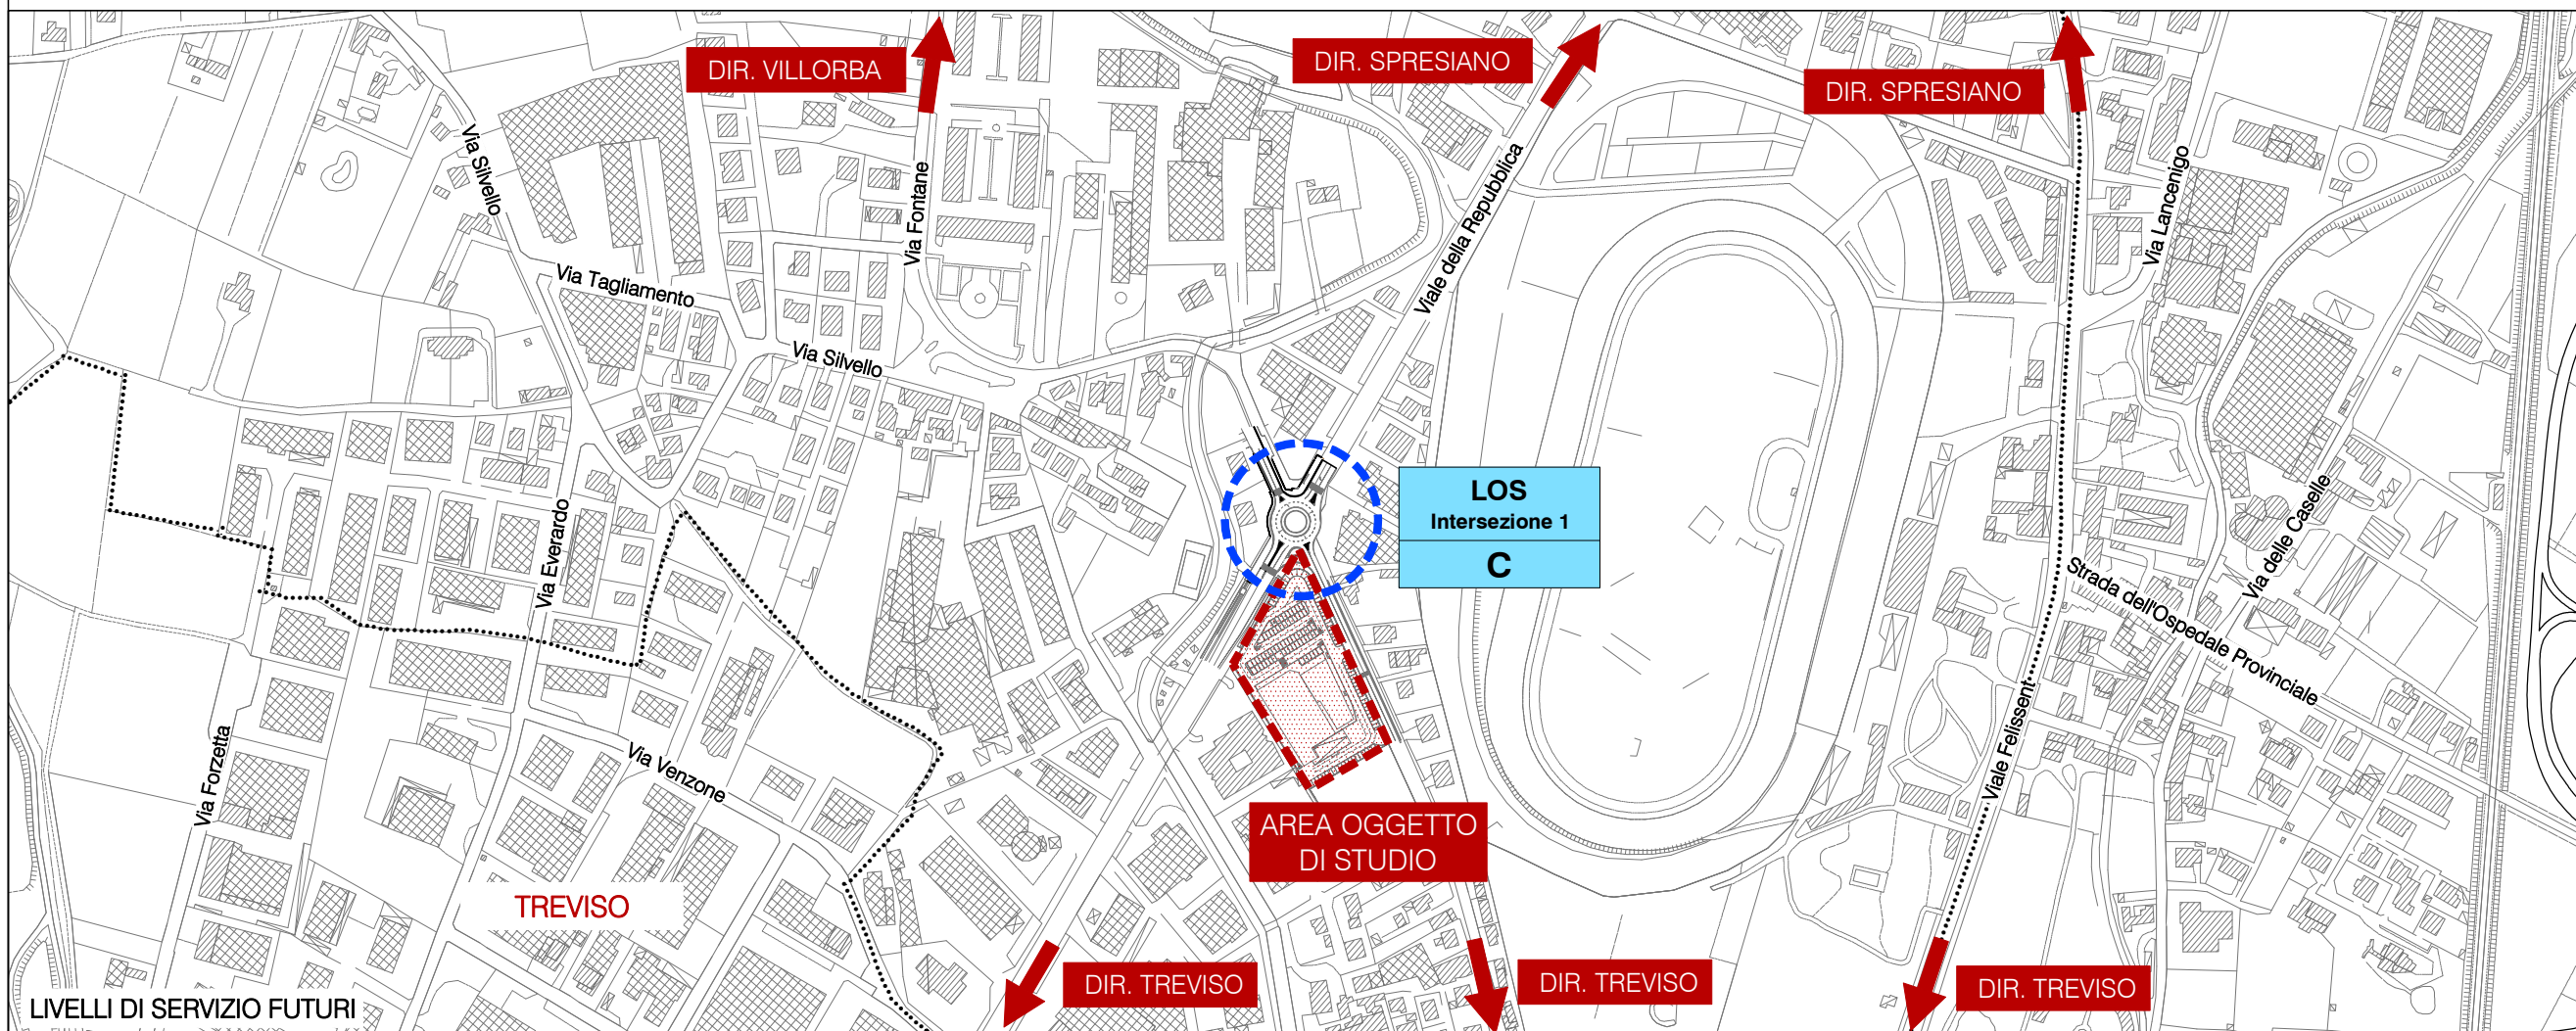 DIR. VILLORBA
DIR. SPRESIANO
DIR. SPRESIANO
Via Silvello
Via Fontane
Viale della Repubblica
Via Lancenigo
Via Tagliamento
Via Silvello
LOS
Intersezione 1
C
Via Everardo
Via delle Caselle
Strada dell'Ospedale Provinciale
Viale Felissent
Via Forzetta
Via Venzone
AREA OGGETTO
DI STUDIO
TREVISO
DIR. TREVISO
DIR. TREVISO
DIR. TREVISO
LIVELLI DI SERVIZIO FUTURI